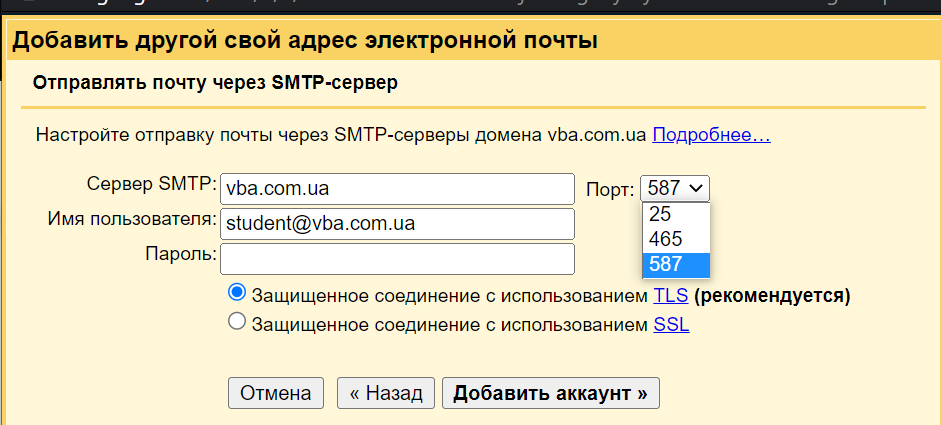 Добавить другой свой адрес электронной почты
Отправлять почту через SMTP-сервер
Настройте отправку почты через SMTP-серверы домена vba.com.ua Подробнее…
Сервер SMTP: vba.com.ua Порт: 587
25
465
587
Имя пользователя: student@vba.com.ua
Пароль:
Защищенное соединение с использованием TLS (рекомендуется)
Защищенное соединение с использованием SSL
Отмена « Назад Добавить аккаунт »